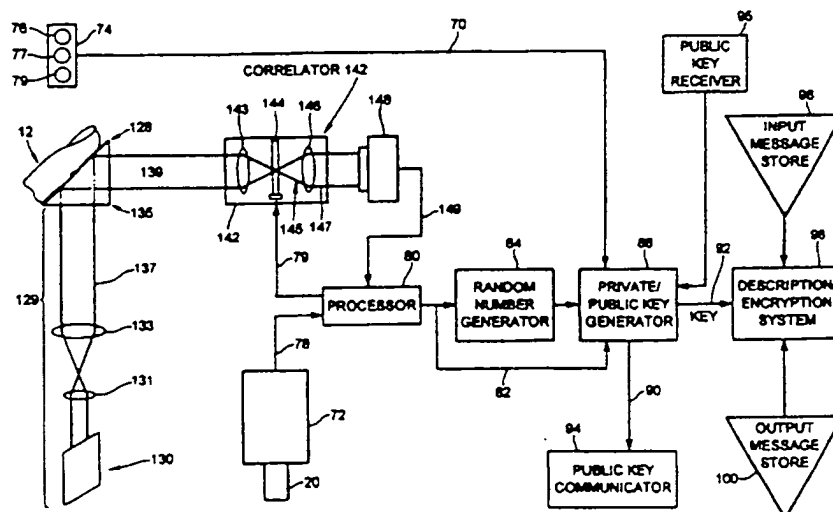 76
74
77
79
70
95
PUBLIC
KEY
RECEIVER
CORRELATOR 142
142
144
146
148
143
12
128
139
135
142
145
147
149
96
INPUT
MESSAGE
STORE
79
137
129
80
PROCESSOR
84
RANDOM
NUMBER
GENERATOR
88
PRIVATE/
PUBLIC KEY
GENERATOR
92
KEY
98
DESCRIPTION/
ENCRYPTION
SYSTEM
133
78
82
90
131
72
94
PUBLIC KEY
COMMUNICATOR
OUTPUT
MESSAGE
STORE
100
130
20